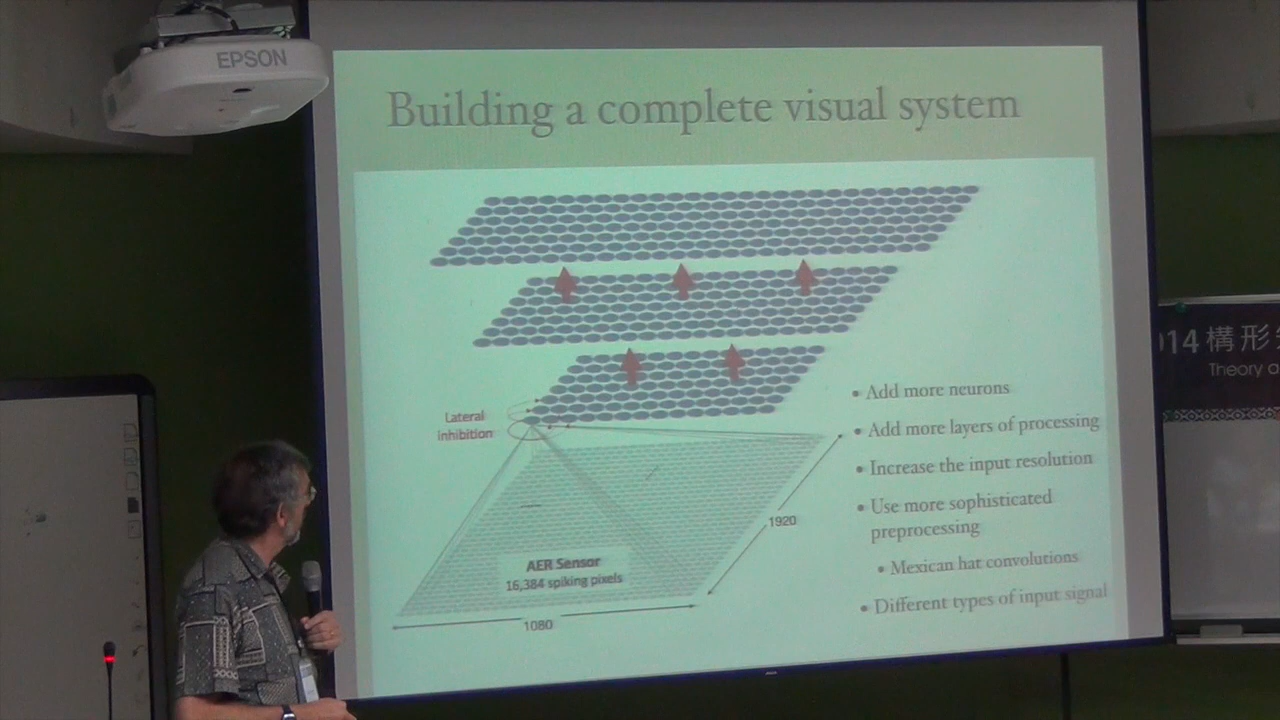 EPSON
Building a complete visual system
Lateral
inhibition
AER Sensor
16,384 spiking pixels
1080
1920
• Add more neurons
• Add more layers of processing
• Increase the input resolution
• Use more sophisticated
preprocessing
• Mexican hat convolutions
• Different types of input signal
014 構形
Theory a